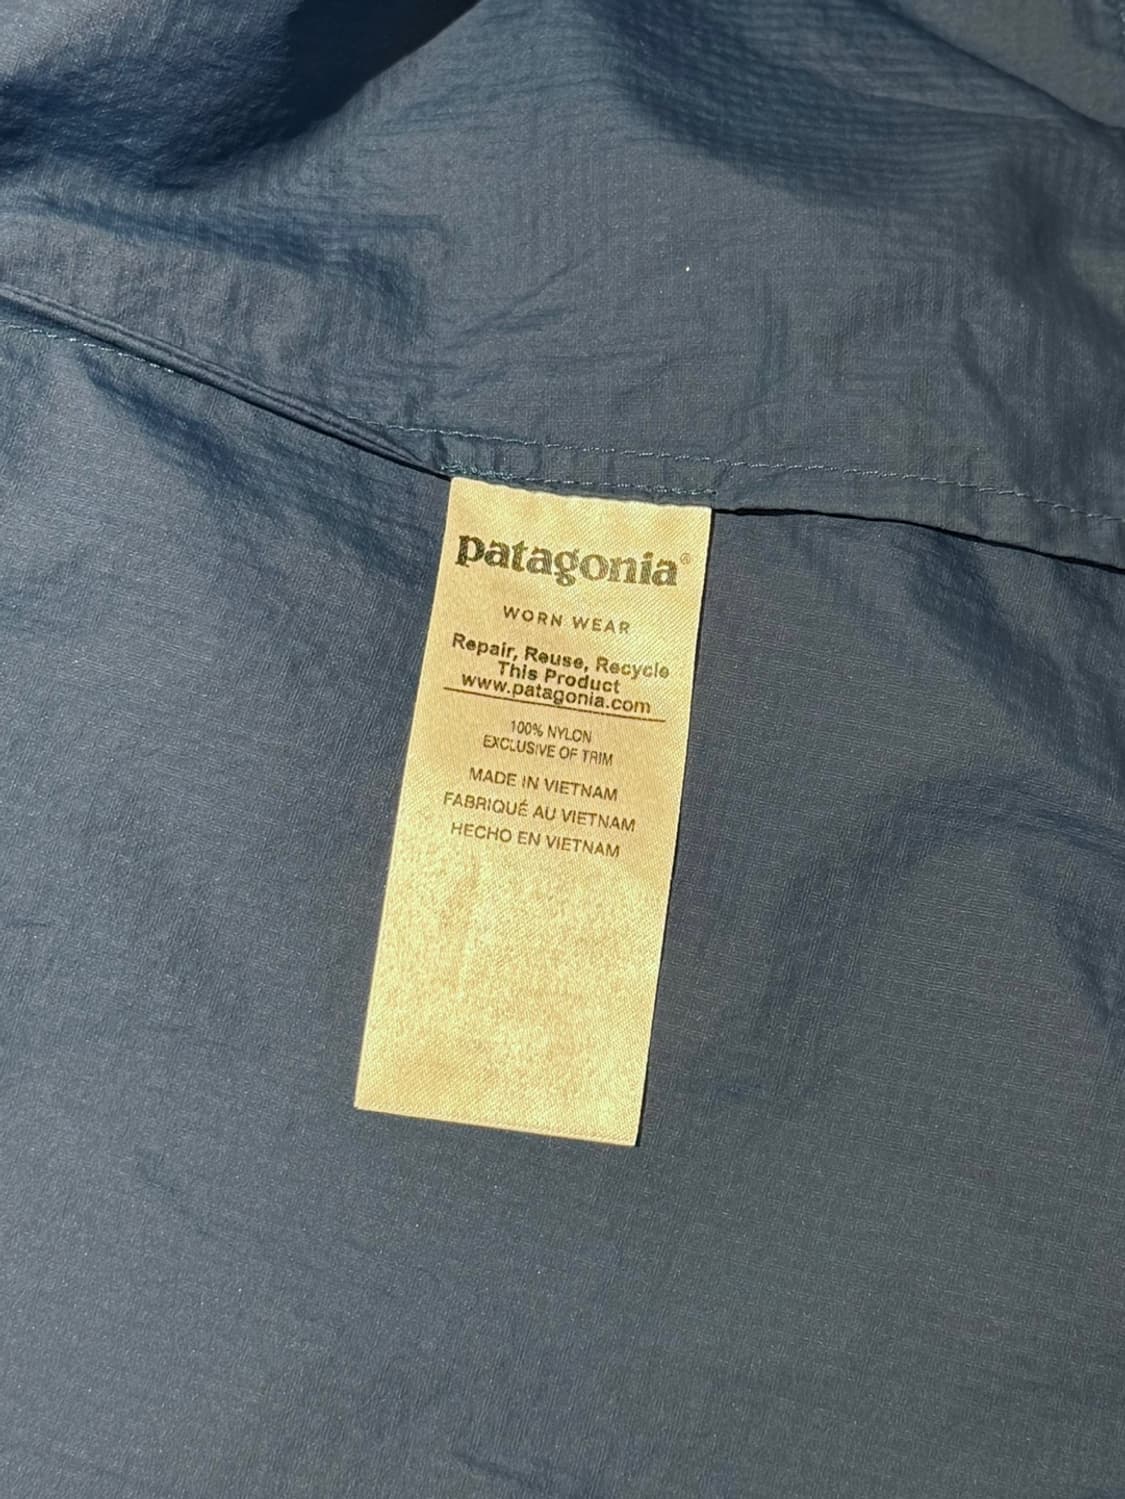 patagonia®
WORN WEAR
Repair, Reuse, Recycle
This Product
www.patagonia.com
100% NYLON
EXCLUSIVE OF TRIM
MADE IN VIETNAM
FABRIQUÉ AU VIETNAM
HECHO EN VIETNAM